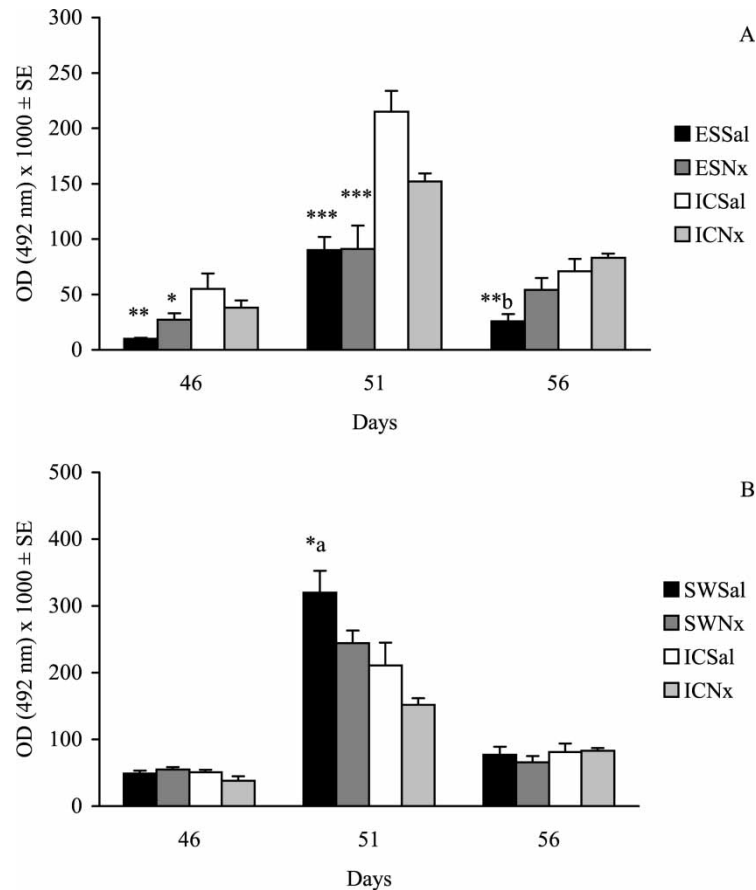 A
OD (492 nm) x 1000 ± SE
300
250
200
150
100
50
0
** * *** *** **b
46 51 56
Days
ESSal
ESNx
ICSal
ICNx
B
OD (492 nm) x 1000 ± SE
500
400
300
200
100
0
*a
46 51 56
Days
SWSal
SWNx
ICSal
ICNx